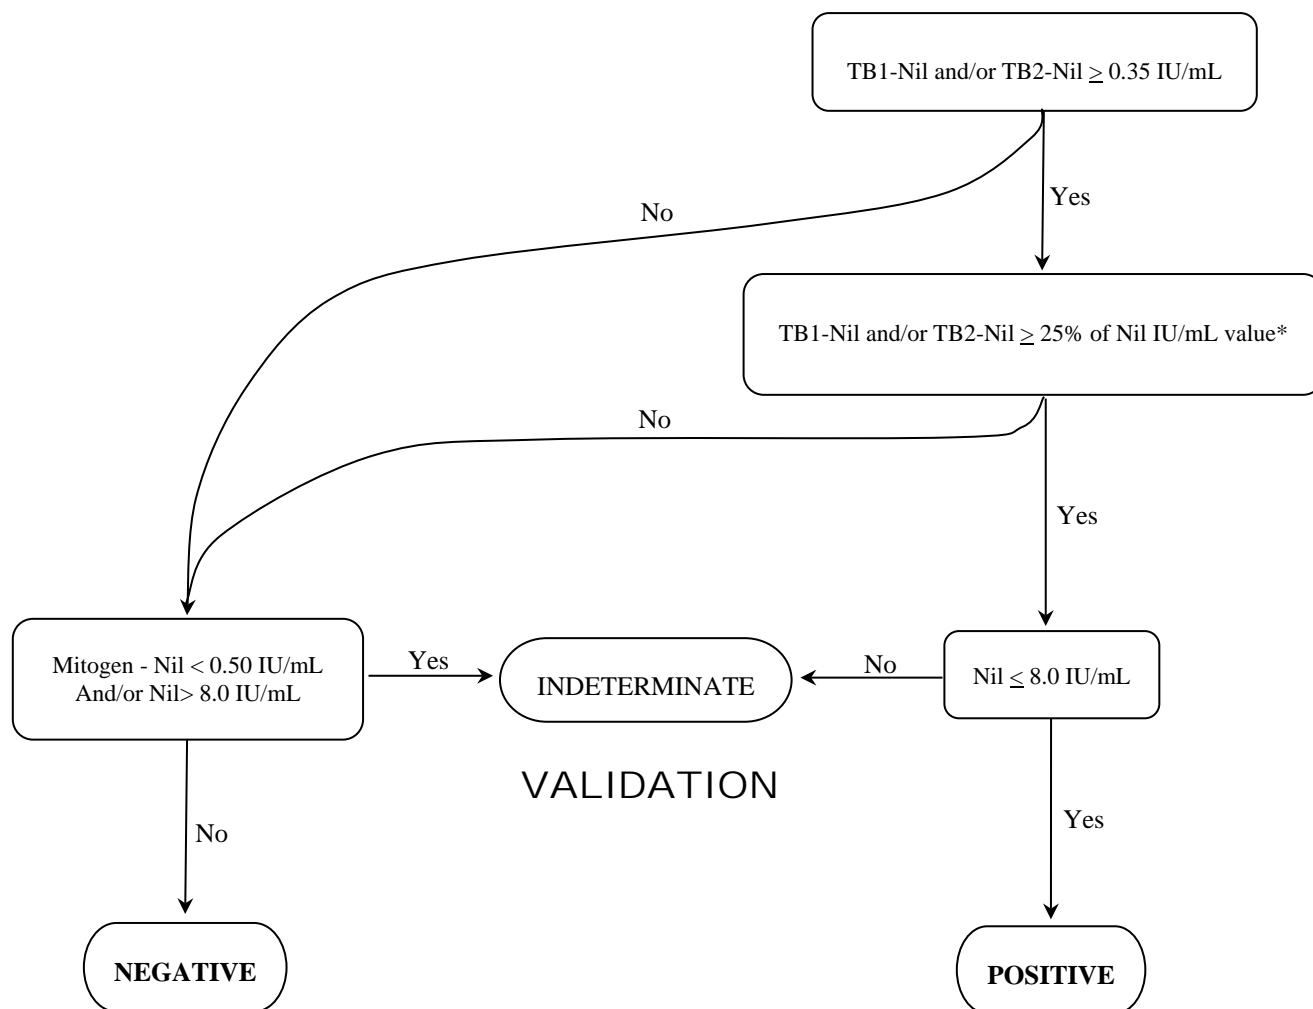 TB1-Nil and/or TB2-Nil ≥ 0.35 IU/mL
No
Yes
TB1-Nil and/or TB2-Nil ≥ 25% of Nil IU/mL value*
No
Yes
Mitogen - Nil < 0.50 IU/mL
And/or Nil> 8.0 IU/mL
Yes
INDETERMINATE
No
Nil ≤ 8.0 IU/mL
VALIDATION
No
Yes
NEGATIVE
POSITIVE